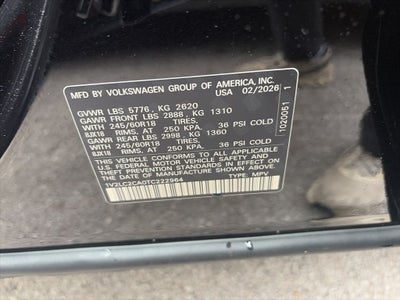 MFD BY VOLKSWAGEN GROUP OF AMERICA, INC.
USA 02/2026
GVWR LBS 5776, KG 2620
GAWR FRONT LBS 2888, KG 1310
WITH 245/60R18 TIRES,
8JX18 RIMS, AT 250 KPA, 36 PSI COLD
GAWR REAR LBS 2998, KG 1360
WITH 245/60R18 TIRES,
8JX18 RIMS, AT 250 KPA, 36 PSI COLD
THIS VEHICLE CONFORMS TO ALL APPLICABLE
U.S. FEDERAL MOTOR VEHICLE SAFETY AND
THEFT PREVENTION STANDARDS IN EFFECT ON
THE DATE OF MANUFACTURE SHOWN ABOVE.
1V2LC2CA0TC222964 TYPE: MPV
1020051 1